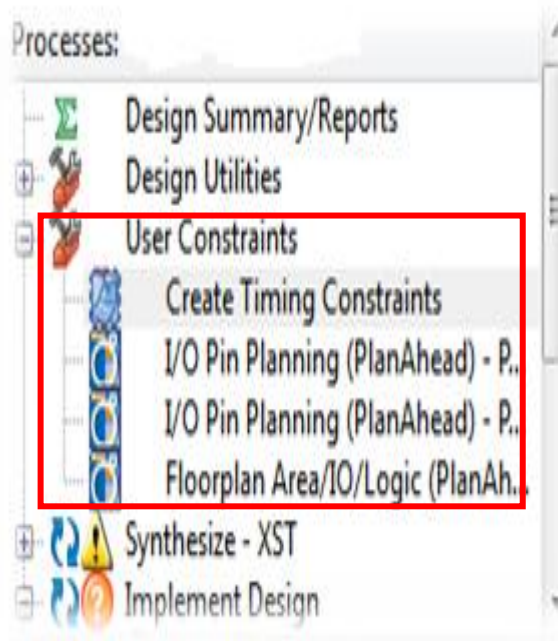 Processes:
Design Summary/Reports
Design Utilities
User Constraints
Create Timing Constraints
I/O Pin Planning (PlanAhead) - P...
I/O Pin Planning (PlanAhead) - P...
Floorplan Area/IO/Logic (PlanAh...
Synthesize - XST
Implement Design